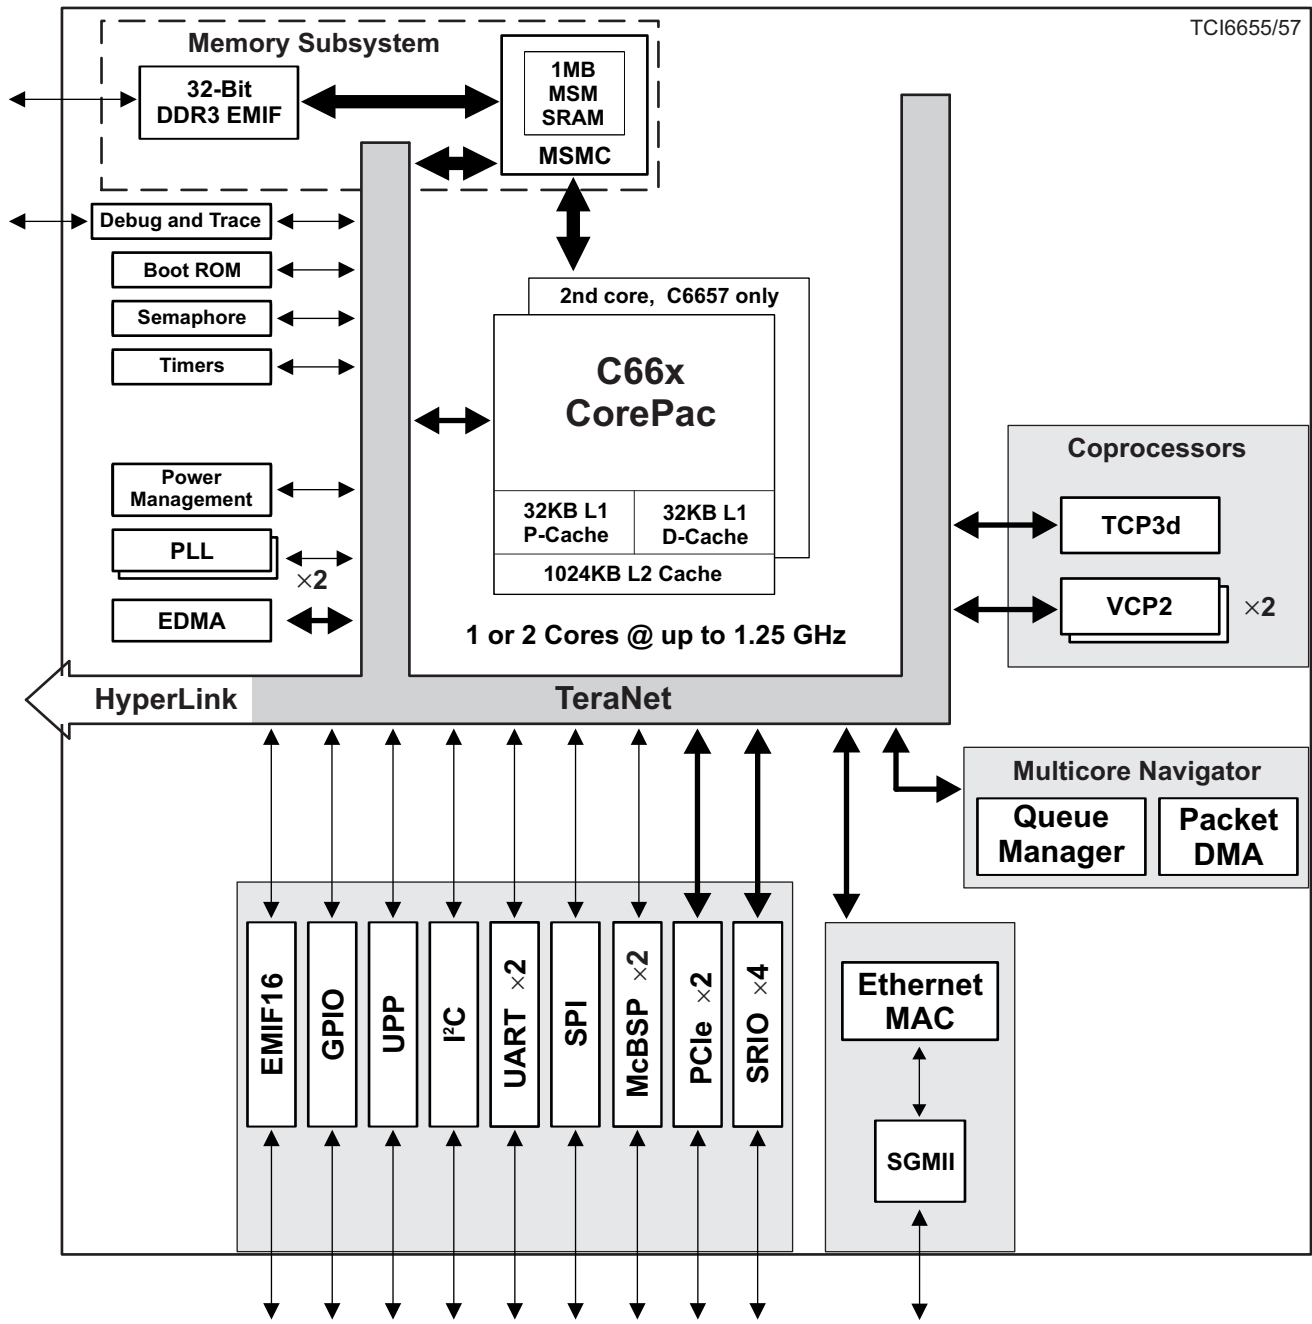 TCI6655/57
Memory Subsystem
32-Bit
DDR3 EMIF
1MB
MSM
SRAM
MSMC
Debug and Trace
Boot ROM
Semaphore
Timers
2nd core, C6657 only
C66x
CorePac
32KB L1
P-Cache
32KB L1
D-Cache
1024KB L2 Cache
1 or 2 Cores @ up to 1.25 GHz
Power
Management
PLL
×2
EDMA
Coprocessors
TCP3d
VCP2
×2
HyperLink
TeraNet
Multicore Navigator
Queue
Manager
Packet
DMA
EMIF16
GPIO
UPP
I²C
UART ×2
SPI
McBSP ×2
PCIe ×2
SRIO ×4
Ethernet
MAC
SGMII